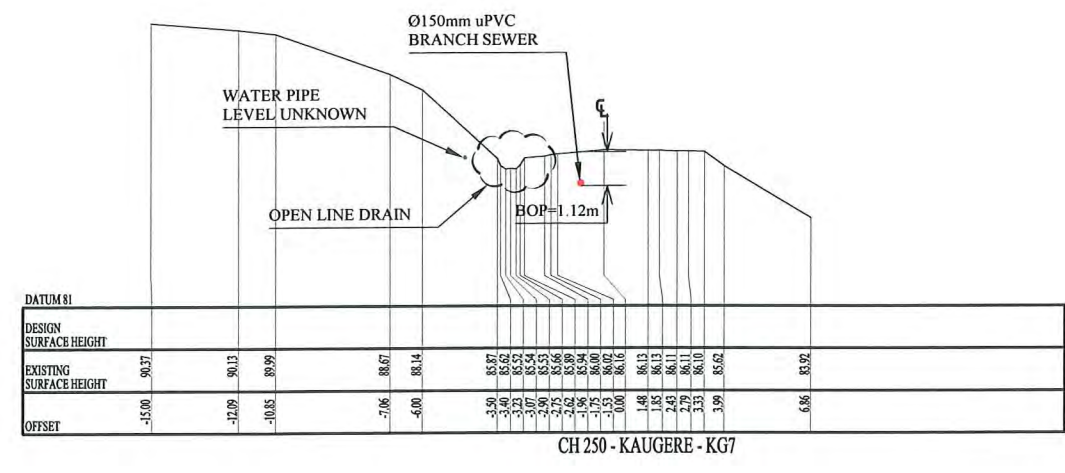 Ø150mm uPVC
BRANCH SEWER
WATER PIPE
LEVEL UNKNOWN
OPEN LINE DRAIN
BOP=1.12m
DATUM 81
DESIGN
SURFACE HEIGHT
EXISTING
SURFACE HEIGHT
90.37 90.13 89.99 88.67 88.14 85.87 85.62 85.52 85.54 85.53 85.66 85.89 85.94 86.00 86.02 86.16 86.13 86.13 86.11 86.11 86.10 85.62 83.92
OFFSET
-15.00 -12.09 -10.85 -7.06 -6.00 -3.50 -3.40 -3.23 -3.07 -2.90 -2.75 -2.62 -1.96 -1.75 -1.53 0.00 1.48 1.85 2.43 2.79 3.33 3.99 6.86
CH 250 - KAUGERE - KG7